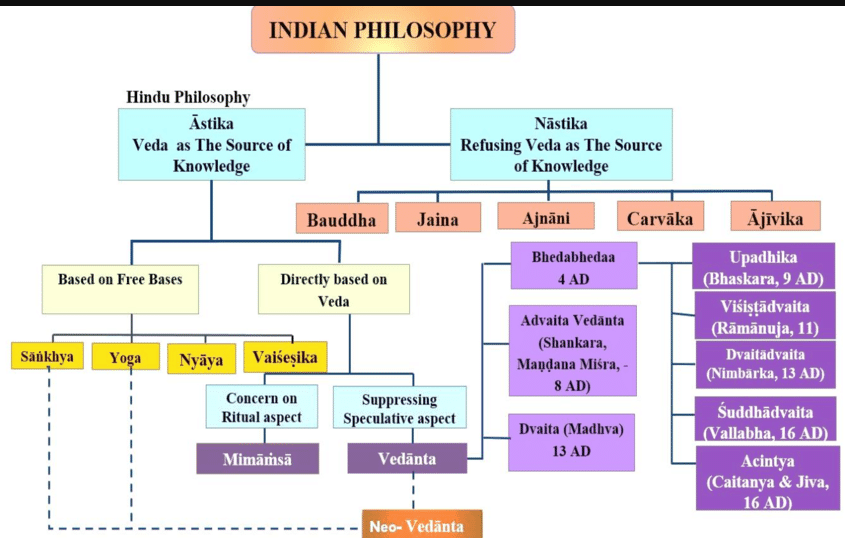 INDIAN PHILOSOPHY
Hindu Philosophy
Āstika
Veda as The Source of
Knowledge
Nāstika
Refusing Veda as The Source
of Knowledge
Bauddha
Jaina
Ajnāni
Carvāka
Ājīvika
Based on Free Bases
Directly based on
Veda
Sāṅkhya
Yoga
Nyāya
Vaiśeṣika
Concern on
Ritual aspect
Suppressing
Speculative aspect
Mimāṁsā
Vedānta
Neo- Vedānta
Bhedabhedaa
4 AD
Advaita Vedānta
(Shankara,
Maṇḍana Miśra, -
8 AD)
Dvaita (Madhva)
13 AD
Upadhika
(Bhaskara, 9 AD)
Viśiṣṭādvaita
(Rāmānuja, 11)
Dvaitādvaita
(Nimbārka, 13 AD)
Śuddhādvaita
(Vallabha, 16 AD)
Acintya
(Caitanya & Jiva,
16 AD)